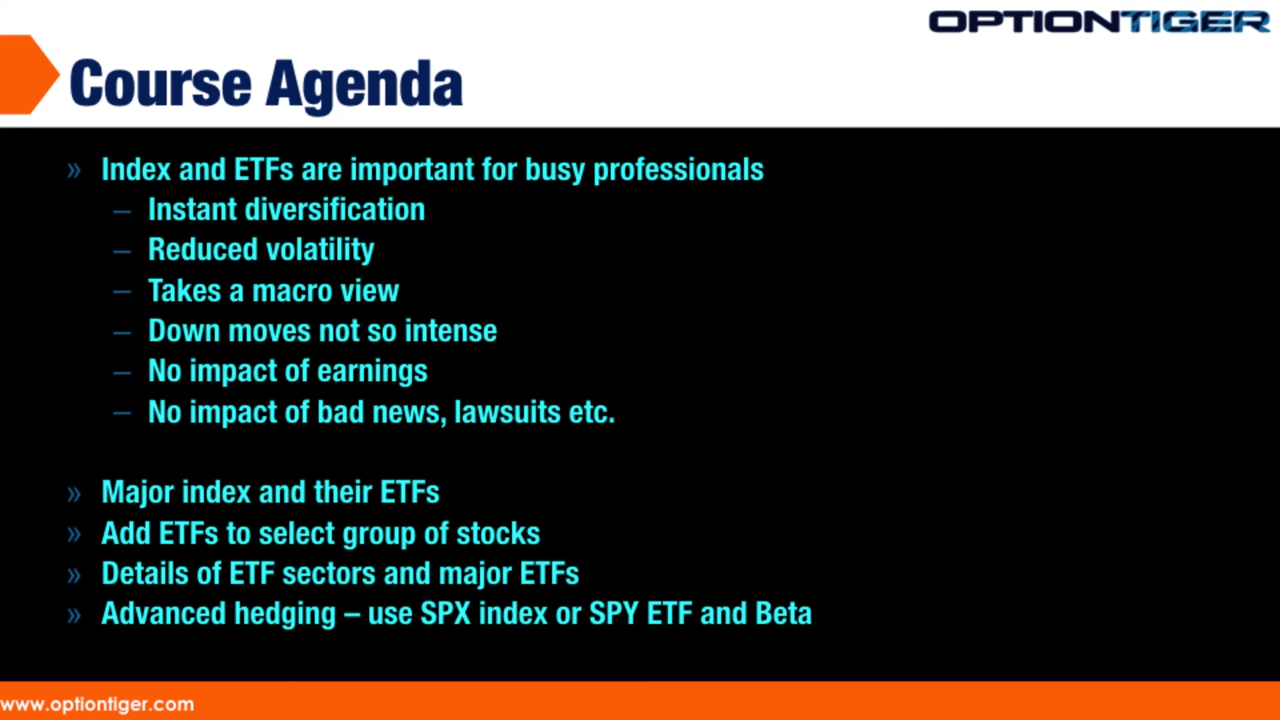 OPTIONTIGER
Course Agenda
» Index and ETFs are important for busy professionals
– Instant diversification
– Reduced volatility
– Takes a macro view
– Down moves not so intense
– No impact of earnings
– No impact of bad news, lawsuits etc.
» Major index and their ETFs
» Add ETFs to select group of stocks
» Details of ETF sectors and major ETFs
» Advanced hedging – use SPX index or SPY ETF and Beta
www.optiontiger.com